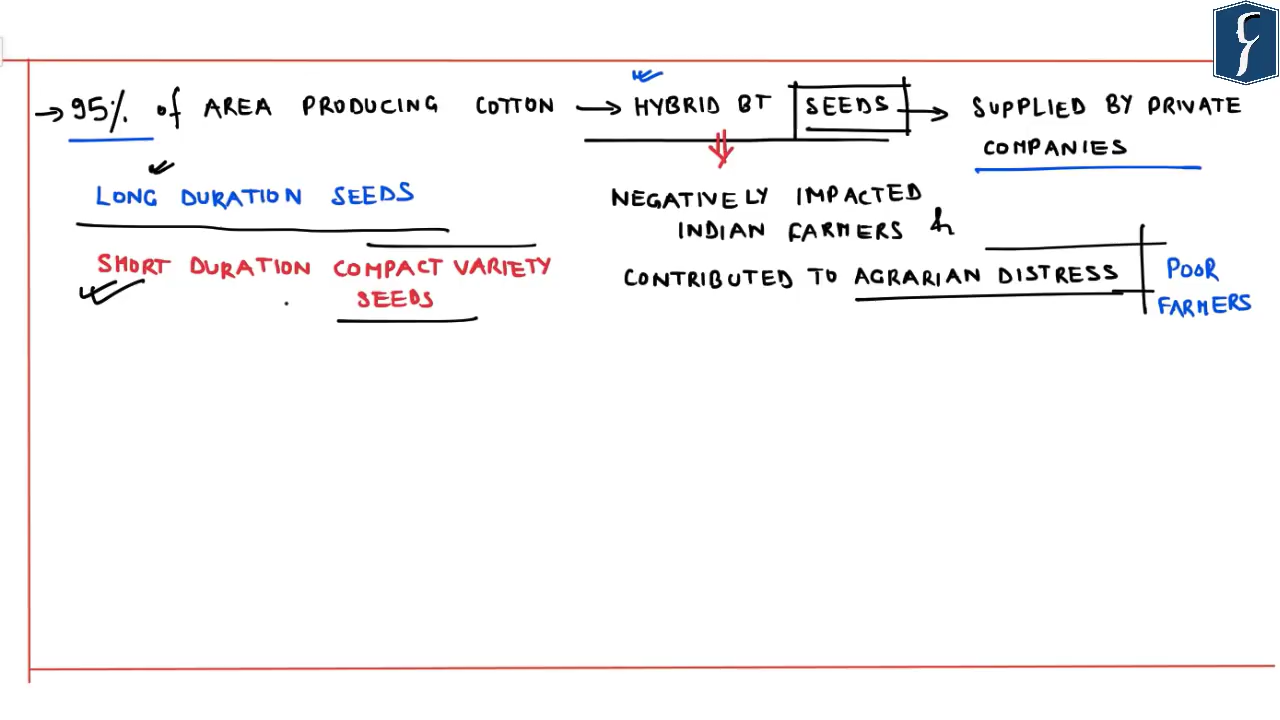 → 95% of AREA PRODUCING COTTON → HYBRID BT SEEDS → SUPPLIED BY PRIVATE
COMPANIES
LONG DURATION SEEDS
SHORT DURATION COMPACT VARIETY
SEEDS
NEGATIVELY IMPACTED
INDIAN FARMERS &
CONTRIBUTED TO AGRARIAN DISTRESS
POOR
FARMERS